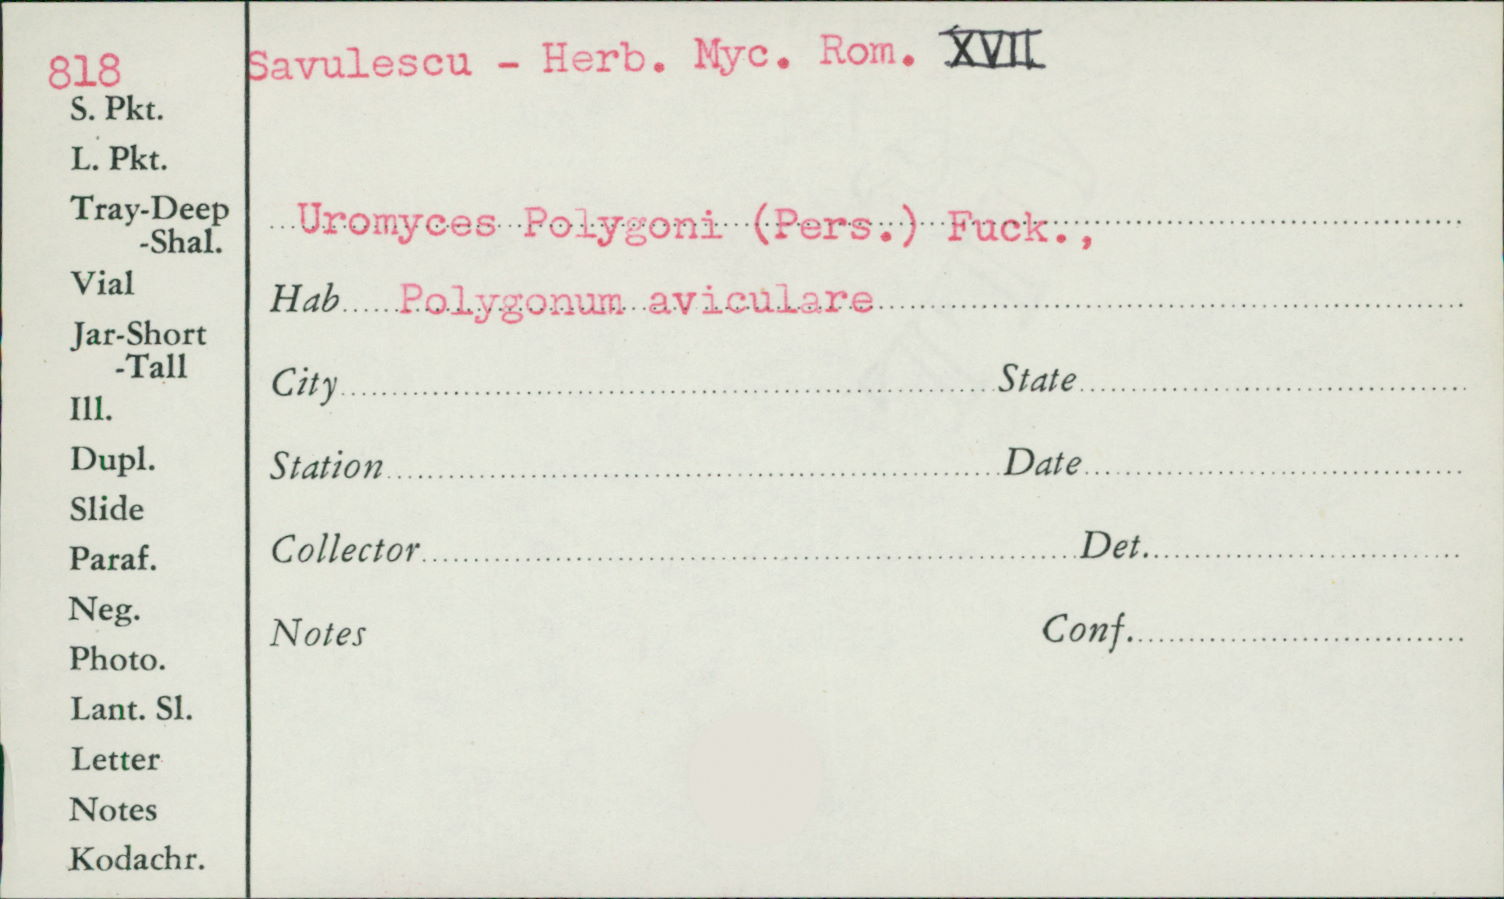 818
Savulescu - Herb. Myc. Rom. XVII
S. Pkt.
L. Pkt.
Tray-Deep
-Shal.
Vial
Jar-Short
-Tall
Ill.
Dupl.
Slide
Paraf.
Neg.
Photo.
Lant. Sl.
Letter
Notes
Kodachr.
Uromyces Polygoni (Pers.) Fuck.,
Hab. Polygonum aviculare
City State
Station Date
Collector Det.
Notes Conf.